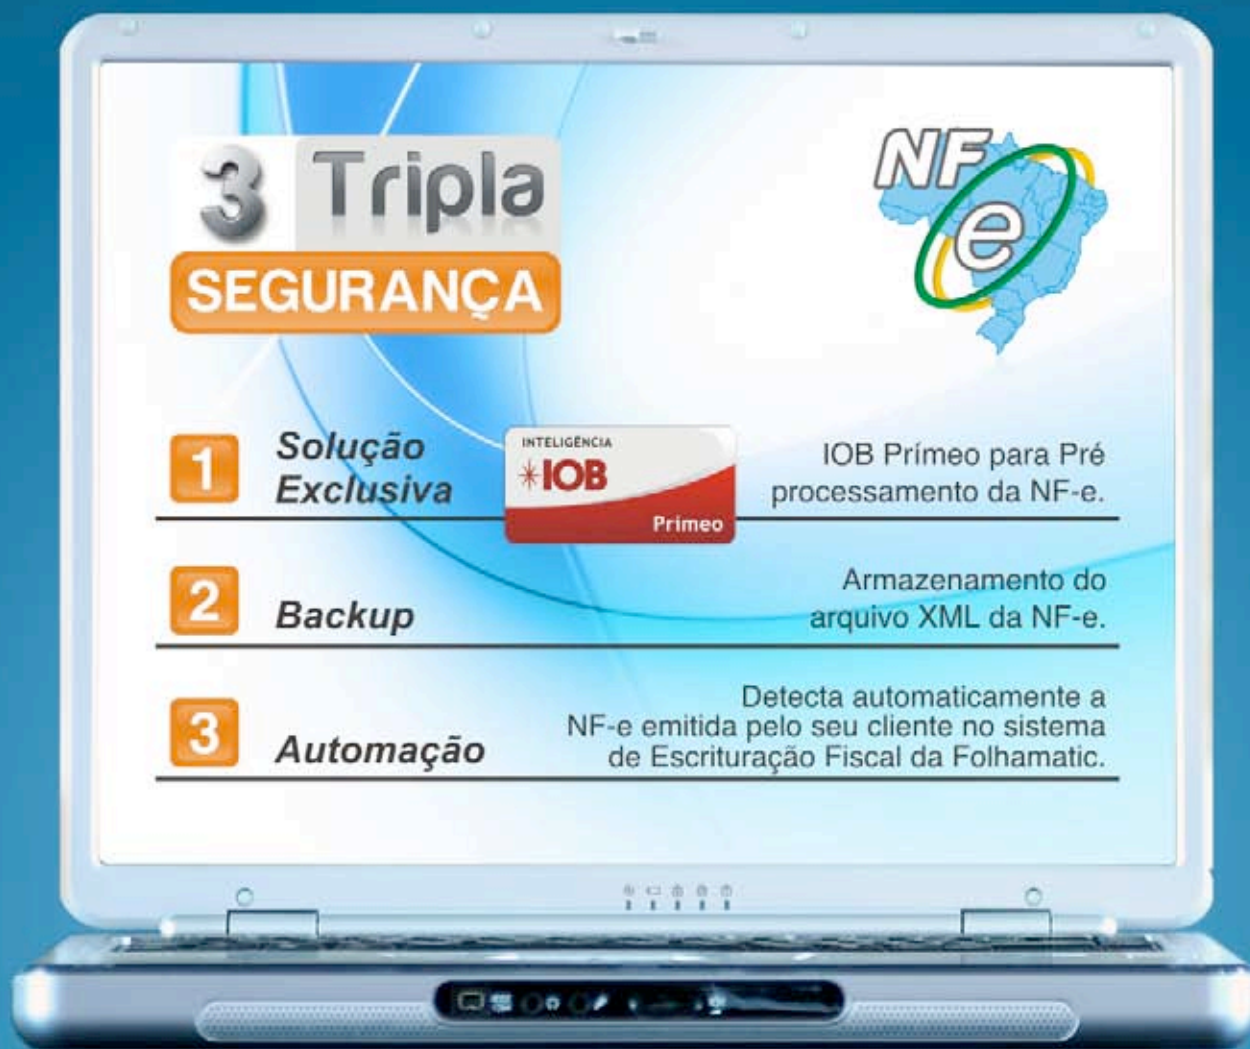 3 Tripla
SEGURANÇA
NF
e
1
Solução
Exclusiva
INTELIGÊNCIA
IOB
Prímeo
IOB Prímeo para Pré
processamento da NF-e.
2
Backup
Armazenamento do
arquivo XML da NF-e.
3
Automação
Detecta automaticamente a
NF-e emitida pelo seu cliente no sistema
de Escrituração Fiscal da Folhamatic.